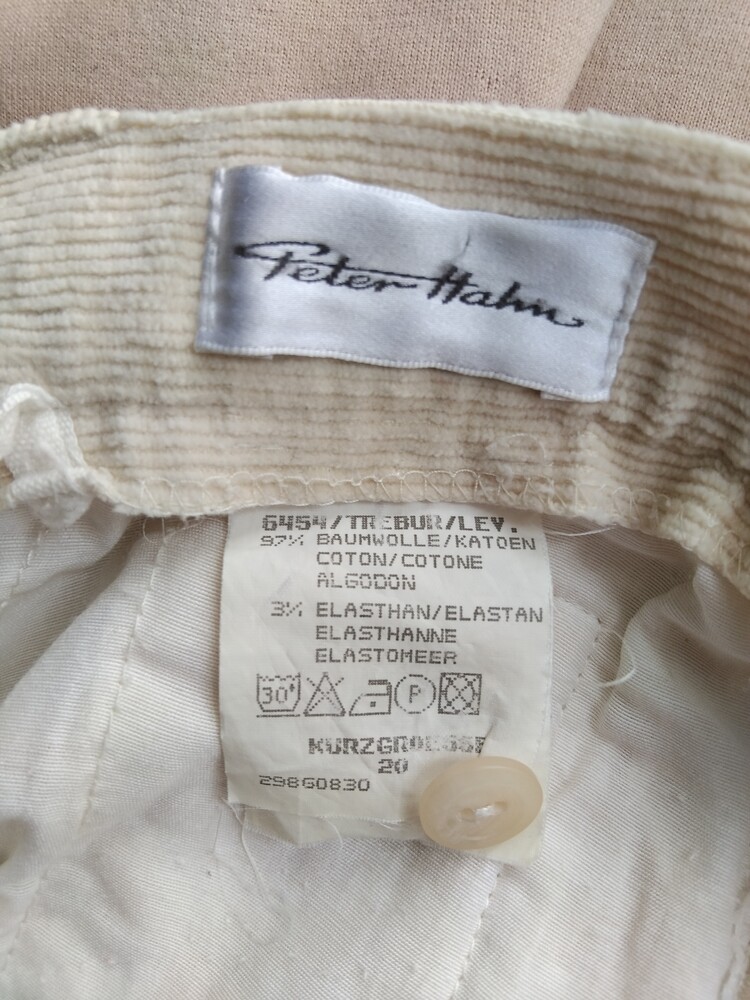 Peter Hahn
6454/TREBUR/LEV.
97% BAUMWOLLE/KATOEN
COTON/COTONE
ALGODON
3% ELASTHAN/ELASTAN
ELASTHANNE
ELASTOMEER
30° P
KURZGROESSE
20
29860830